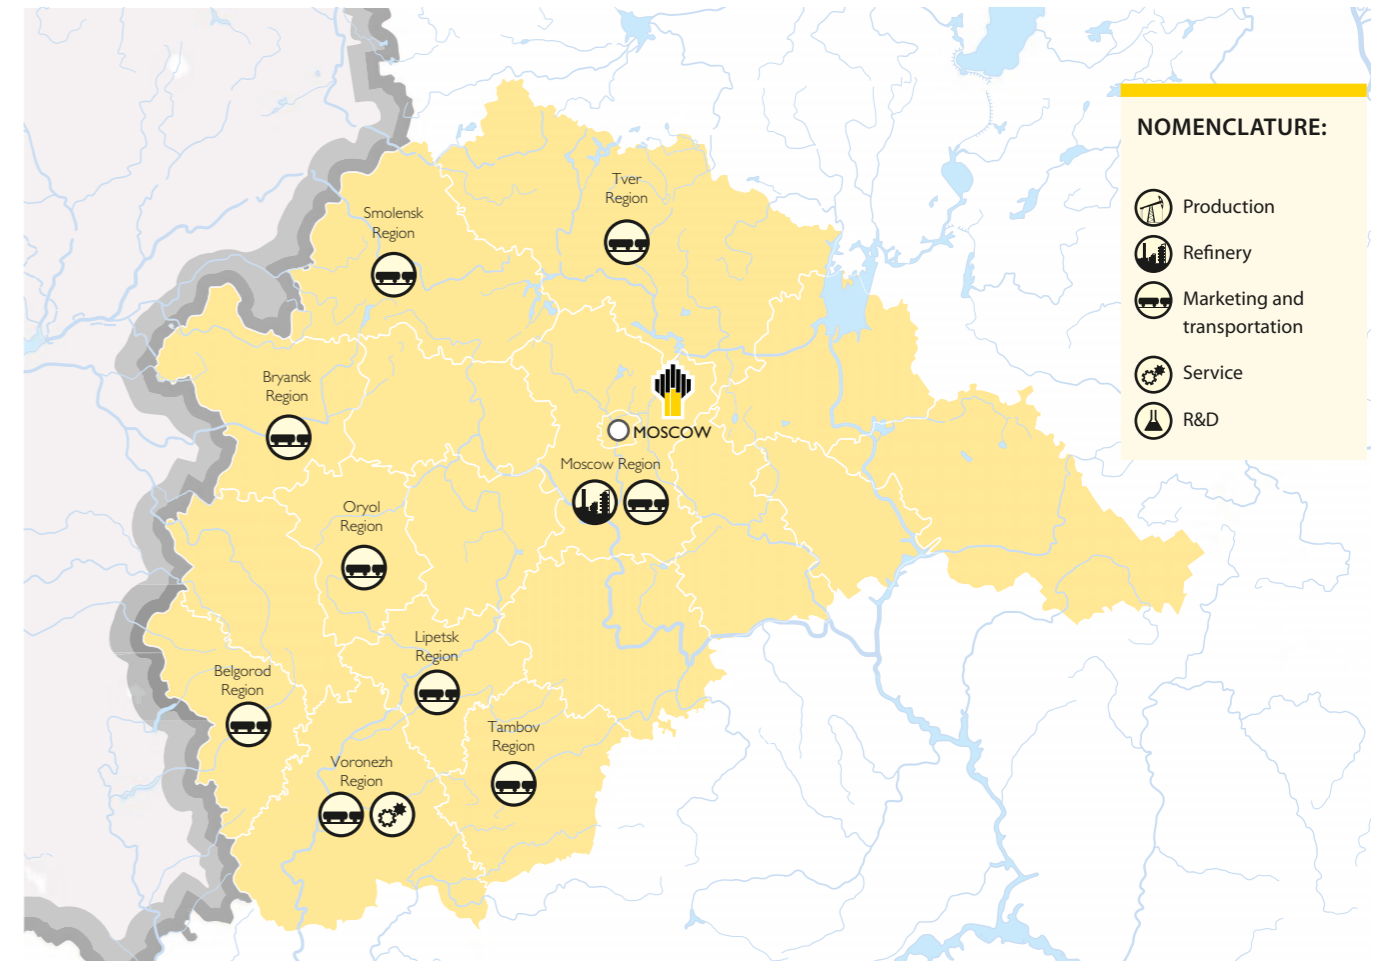 NOMENCLATURE:
Production
Refinery
Marketing and
transportation
Service
R&D
Tver
Region
Smolensk
Region
Bryansk
Region
MOSCOW
Moscow Region
Oryol
Region
Lipetsk
Region
Belgorod
Region
Tambov
Region
Voronezh
Region